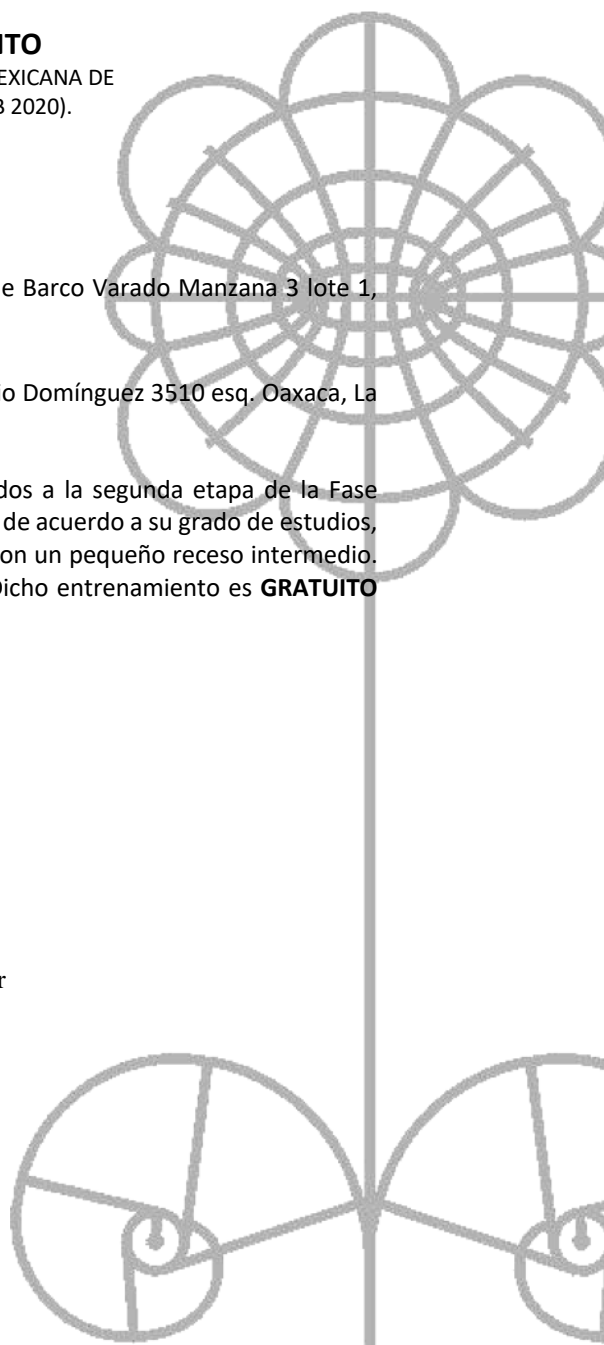 ITO
EXICANA DE
B 2020).
e Barco Varado Manzana 3 lote 1,
io Domínguez 3510 esq. Oaxaca, La
dos a la segunda etapa de la Fase
de acuerdo a su grado de estudios,
on un pequeño receso intermedio.
Dicho entrenamiento es GRATUITO
r